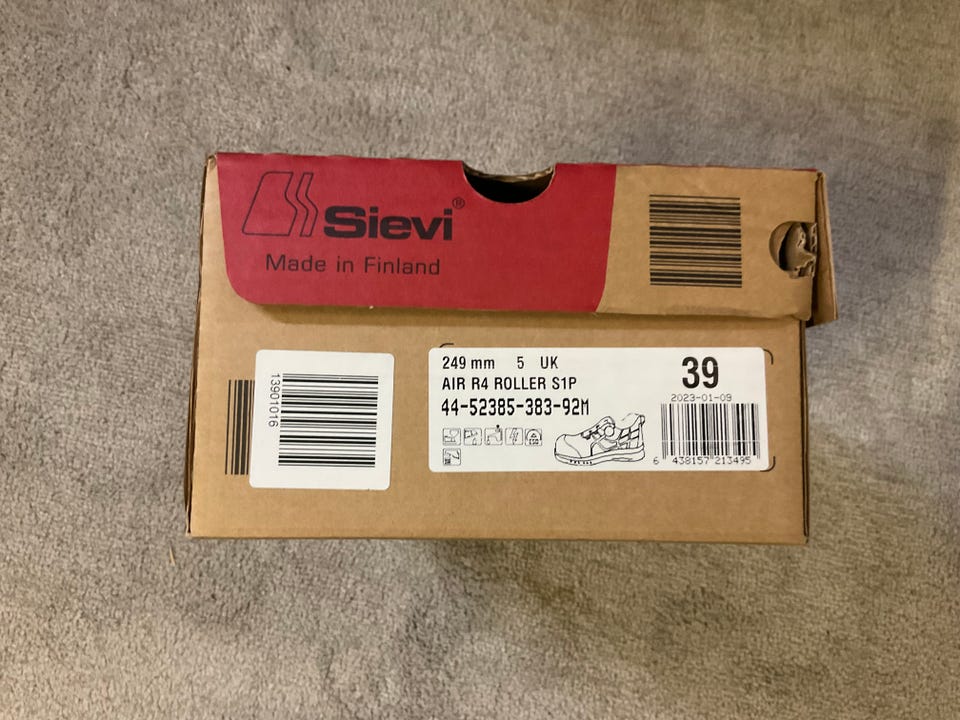 Sievi®
Made in Finland
13901016
249 mm 5 UK
AIR R4 ROLLER S1P
44-52385-383-92M
39
2023-01-09
6 438157 213495